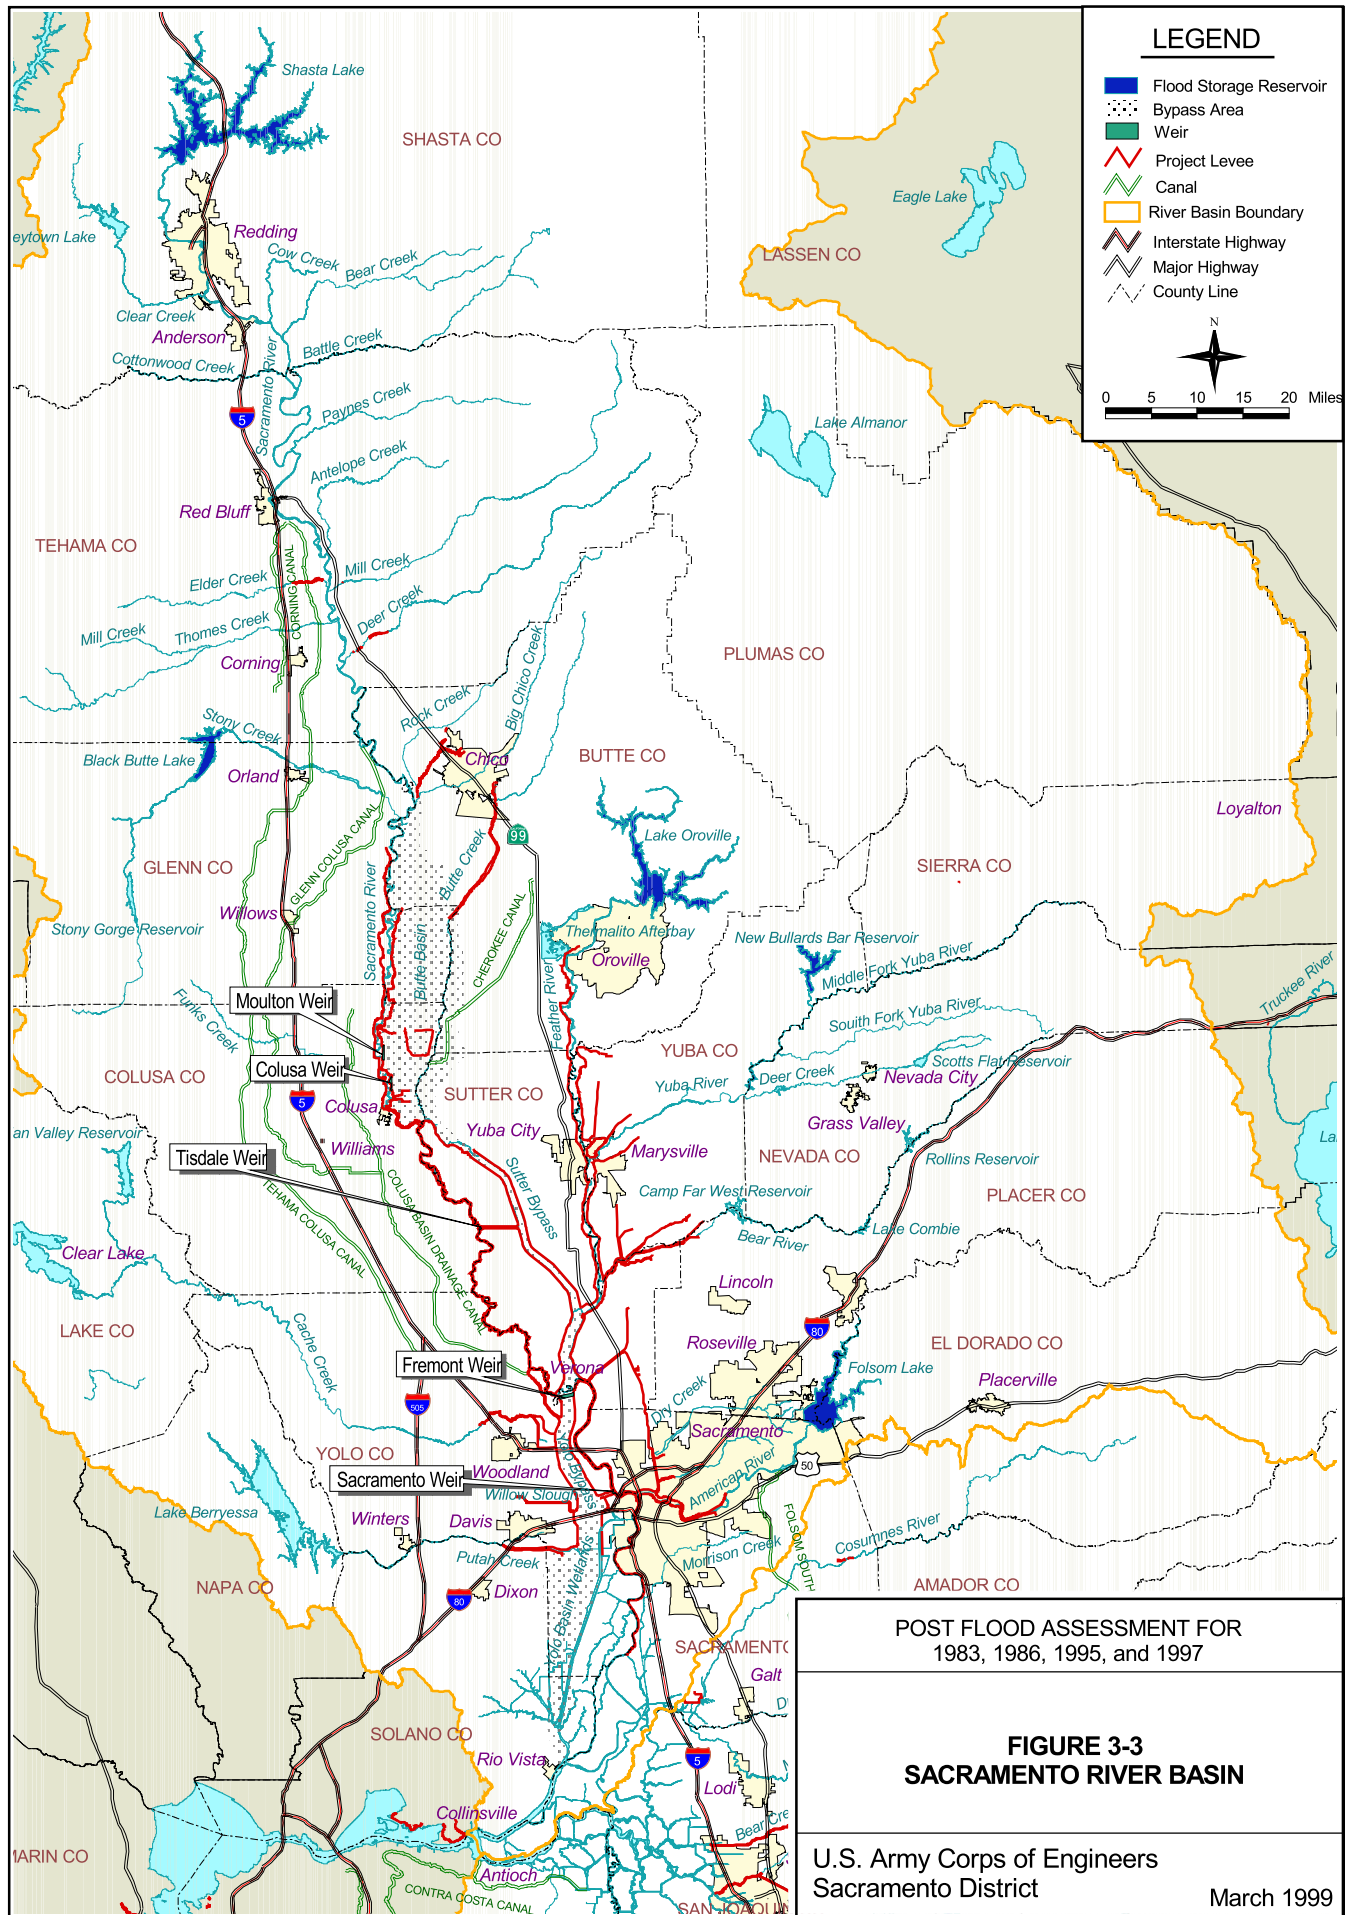 LEGEND
Flood Storage Reservoir
Bypass Area
Weir
Project Levee
Canal
River Basin Boundary
Interstate Highway
Major Highway
County Line
N
0 5 10 15 20 Miles
Shasta Lake
SHASTA CO
Eagle Lake
eytown Lake
Redding
Cow Creek
Bear Creek
LASSEN CO
Clear Creek
Anderson
Battle Creek
Cottonwood Creek
Sacramento River
Paynes Creek
5
Lake Almanor
Antelope Creek
Red Bluff
TEHAMA CO
CORNING CANAL
Elder Creek
Mill Creek
Deer Creek
Mill Creek
Thomes Creek
Corning
PLUMAS CO
Big Chico Creek
Rock Creek
Stony Creek
Black Butte Lake
Orland
Chico
BUTTE CO
Loyalton
GLENN COLUSA CANAL
99
Lake Oroville
GLENN CO
Butte Creek
SIERRA CO
Sacramento River
Willows
CHEROKEE CANAL
Stony Gorge Reservoir
Butte Basin
Thermalito Afterbay
Oroville
New Bullards Bar Reservoir
Middle Fork Yuba River
Truckee River
Feather River
Moulton Weir
Funks Creek
South Fork Yuba River
YUBA CO
Scotts Flat Reservoir
Colusa Weir
COLUSA CO
Nevada City
Deer Creek
Yuba River
SUTTER CO
5
Colusa
Grass Valley
Yuba City
an Valley Reservoir
La
Williams
Marysville
Tisdale Weir
NEVADA CO
Rollins Reservoir
Sutter Bypass
COLUSA BASIN DRAINAGE CANAL
TEHAMA COLUSA CANAL
Camp Far West Reservoir
PLACER CO
Lake Combie
Bear River
Clear Lake
Lincoln
LAKE CO
Cache Creek
80
Roseville
EL DORADO CO
Fremont Weir
Verona
Folsom Lake
Placerville
505
Dry Creek
Sacramento
YOLO CO
Yolo Bypass
50
Sacramento Weir
Woodland
American River
Willow Slough
Lake Berryessa
Winters
Davis
FOLSOM SOUTH
Cosumnes River
Morrison Creek
Putah Creek
NAPA CO
Dixon
80
AMADOR CO
Yolo Basin Wetlands
SACRAMENTO
Galt
D
SOLANO CO
Rio Vista
5
Lodi
Collinsville
Bear Cre
MARIN CO
Antioch
CONTRA COSTA CANAL
SAN JOAQUIN
POST FLOOD ASSESSMENT FOR
1983, 1986, 1995, and 1997
FIGURE 3-3
SACRAMENTO RIVER BASIN
U.S. Army Corps of Engineers
Sacramento District
March 1999